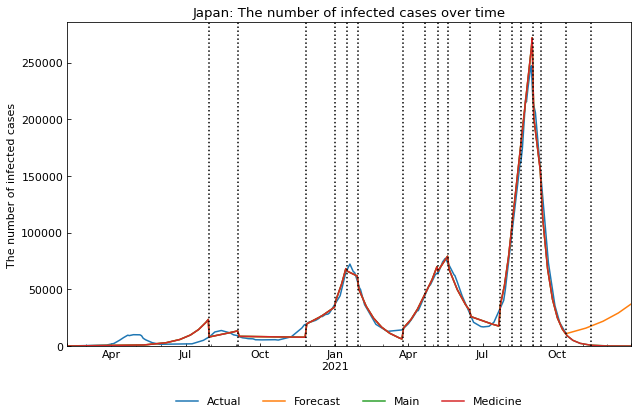 Japan: The number of infected cases over time
The number of infected cases
250000
200000
150000
100000
50000
0
Apr Jul Oct Jan Apr Jul Oct
2021
Actual Forecast Main Medicine